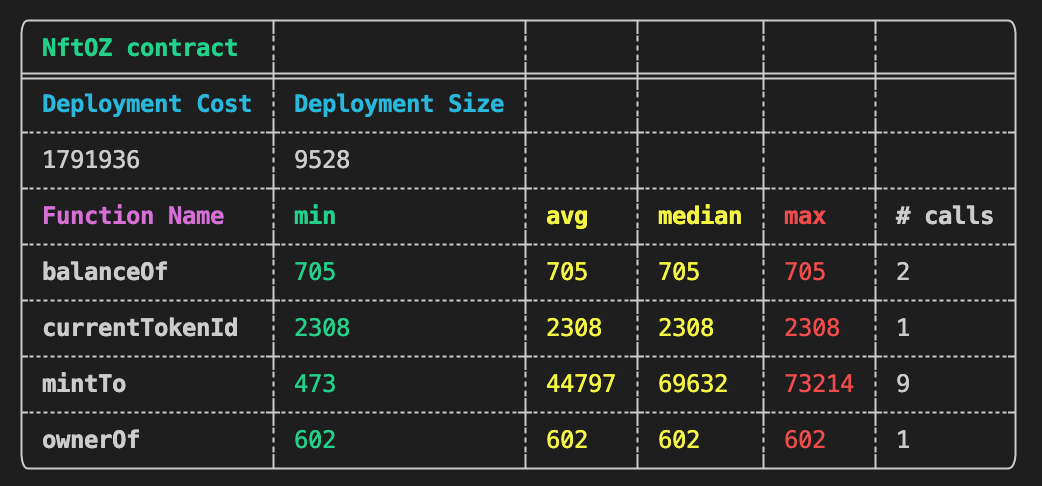 NftOZ contract
Deployment Cost Deployment Size
1791936 9528
Function Name min avg median max # calls
balanceOf 705 705 705 705 2
currentTokenId 2308 2308 2308 2308 1
mintTo 473 44797 69632 73214 9
ownerOf 602 602 602 602 1